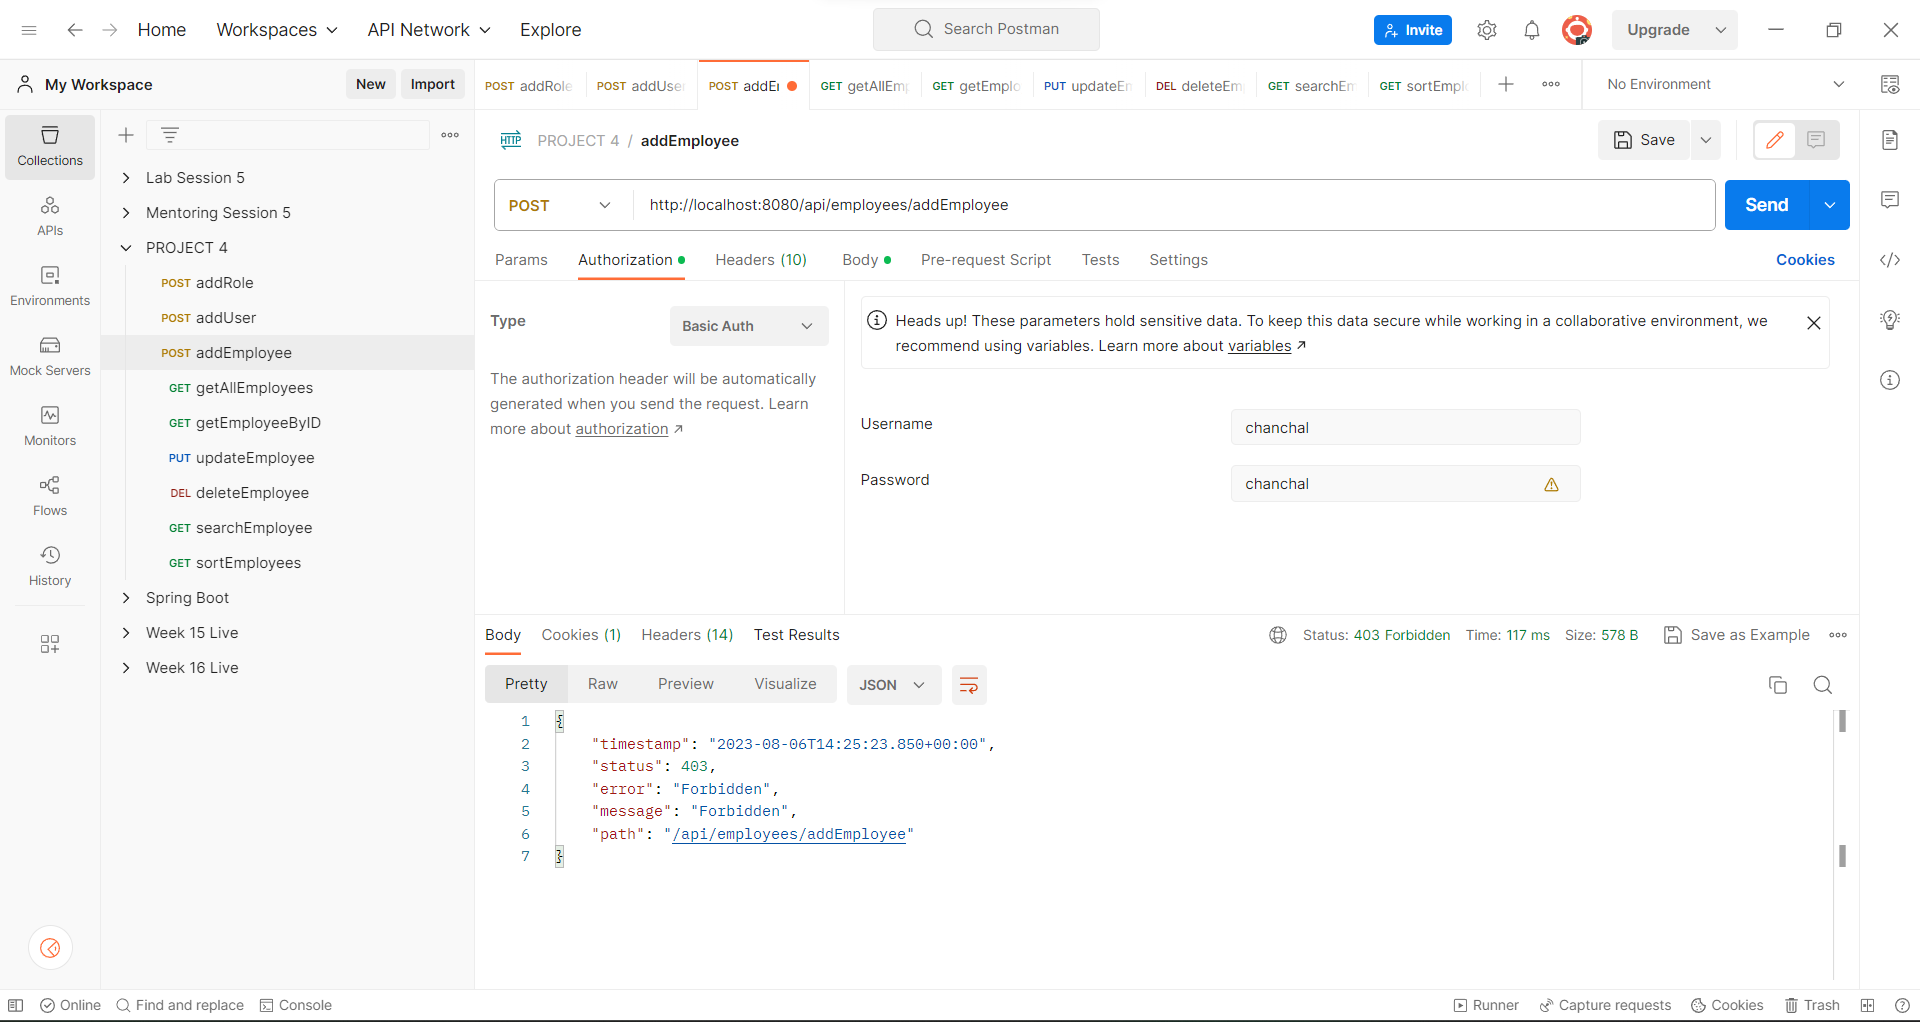 Home
Workspaces
API Network
Explore
Search Postman
Invite
Upgrade
My Workspace
New
Import
POST addRole
POST addUse
POST addE
GET getAllEmp
GET getEmplo
PUT updateEm
DEL deleteEm
GET searchEm
GET sortEmpl
No Environment
Collections
APIs
Environments
Mock Servers
Monitors
Flows
History
Lab Session 5
Mentoring Session 5
PROJECT 4
POST addRole
POST addUser
POST addEmployee
GET getAllEmployees
GET getEmployeeByID
PUT updateEmployee
DEL deleteEmployee
GET searchEmployee
GET sortEmployees
Spring Boot
Week 15 Live
Week 16 Live
HTTP
PROJECT 4 / addEmployee
Save
POST
http://localhost:8080/api/employees/addEmployee
Send
Params
Authorization
Headers (10)
Body
Pre-request Script
Tests
Settings
Cookies
Type
Basic Auth
The authorization header will be automatically
generated when you send the request. Learn
more about authorization ↗
Heads up! These parameters hold sensitive data. To keep this data secure while working in a collaborative environment, we
recommend using variables. Learn more about variables ↗
Username
chanchal
Password
chanchal
Body
Cookies (1)
Headers (14)
Test Results
Status: 403 Forbidden
Time: 117 ms
Size: 578 B
Save as Example
Pretty
Raw
Preview
Visualize
JSON
1 {
2 "timestamp": "2023-08-06T14:25:23.850+00:00",
3 "status": 403,
4 "error": "Forbidden",
5 "message": "Forbidden",
6 "path": "/api/employees/addEmployee"
7 }
Online
Find and replace
Console
Runner
Capture requests
Cookies
Trash